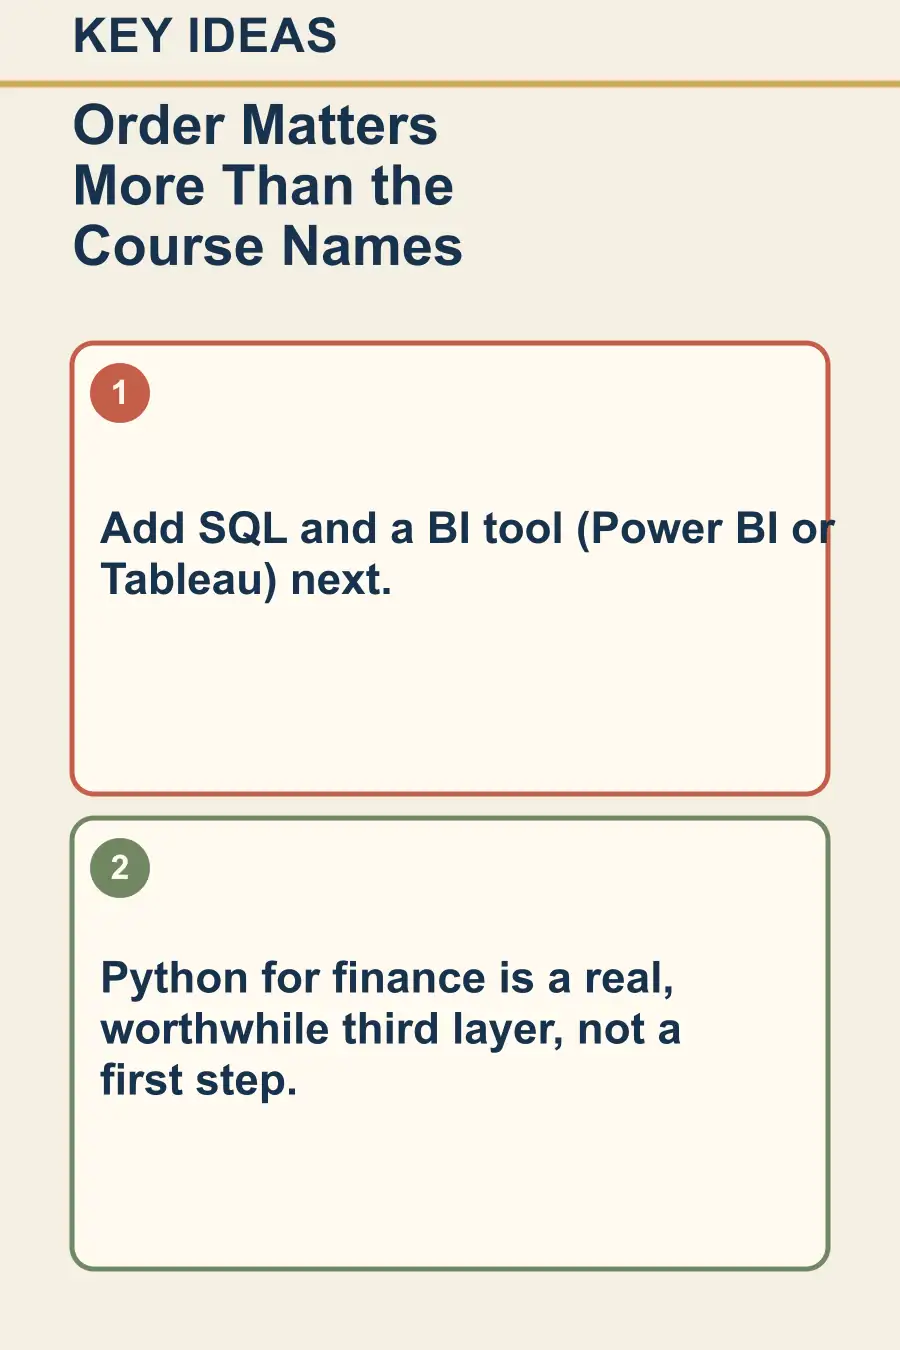 KEY IDEAS
Order Matters
More Than the
Course Names
1
Add SQL and a BI tool (Power BI or
Tableau) next.
2
Python for finance is a real,
worthwhile third layer, not a
first step.